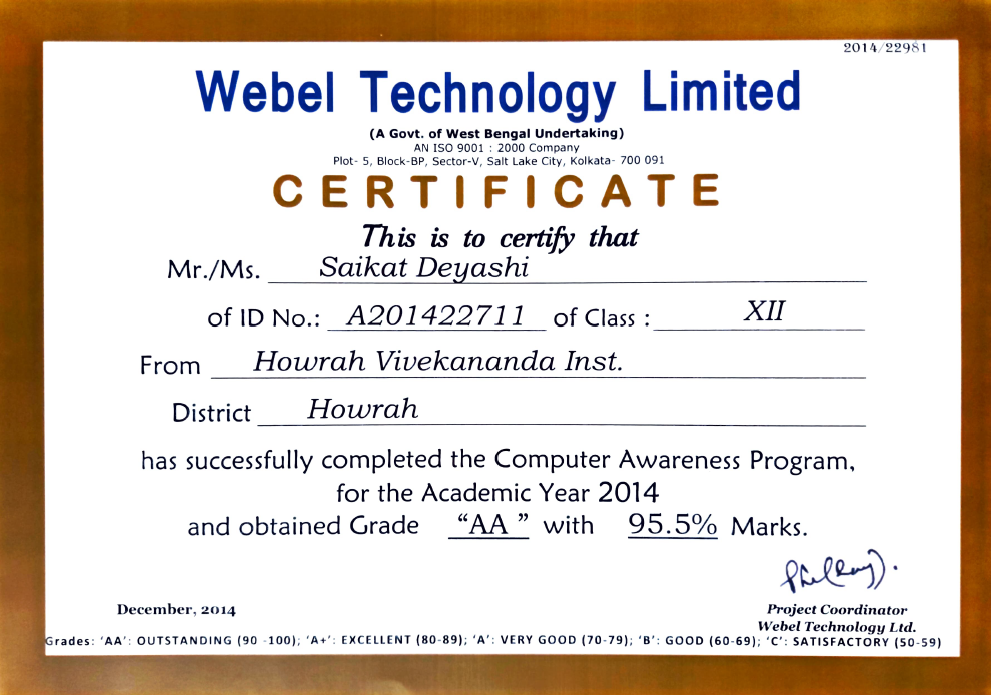 2014/22981
Webel Technology Limited
(A Govt. of West Bengal Undertaking)
AN ISO 9001 : 2000 Company
Plot- 5, Block-BP, Sector-V, Salt Lake City, Kolkata- 700 091
CERTIFICATE
This is to certify that
Mr./Ms. Saikat Deyashi
of ID No.: A201422711 of Class : XII
From Howrah Vivekananda Inst.
District Howrah
has successfully completed the Computer Awareness Program,
for the Academic Year 2014
and obtained Grade “AA ” with 95.5% Marks.
December, 2014
Project Coordinator
Webel Technology Ltd.
Grades: ‘AA’: OUTSTANDING (90 -100); ‘A+’: EXCELLENT (80-89); ‘A’: VERY GOOD (70-79); ‘B’: GOOD (60-69); ‘C’: SATISFACTORY (50-59)